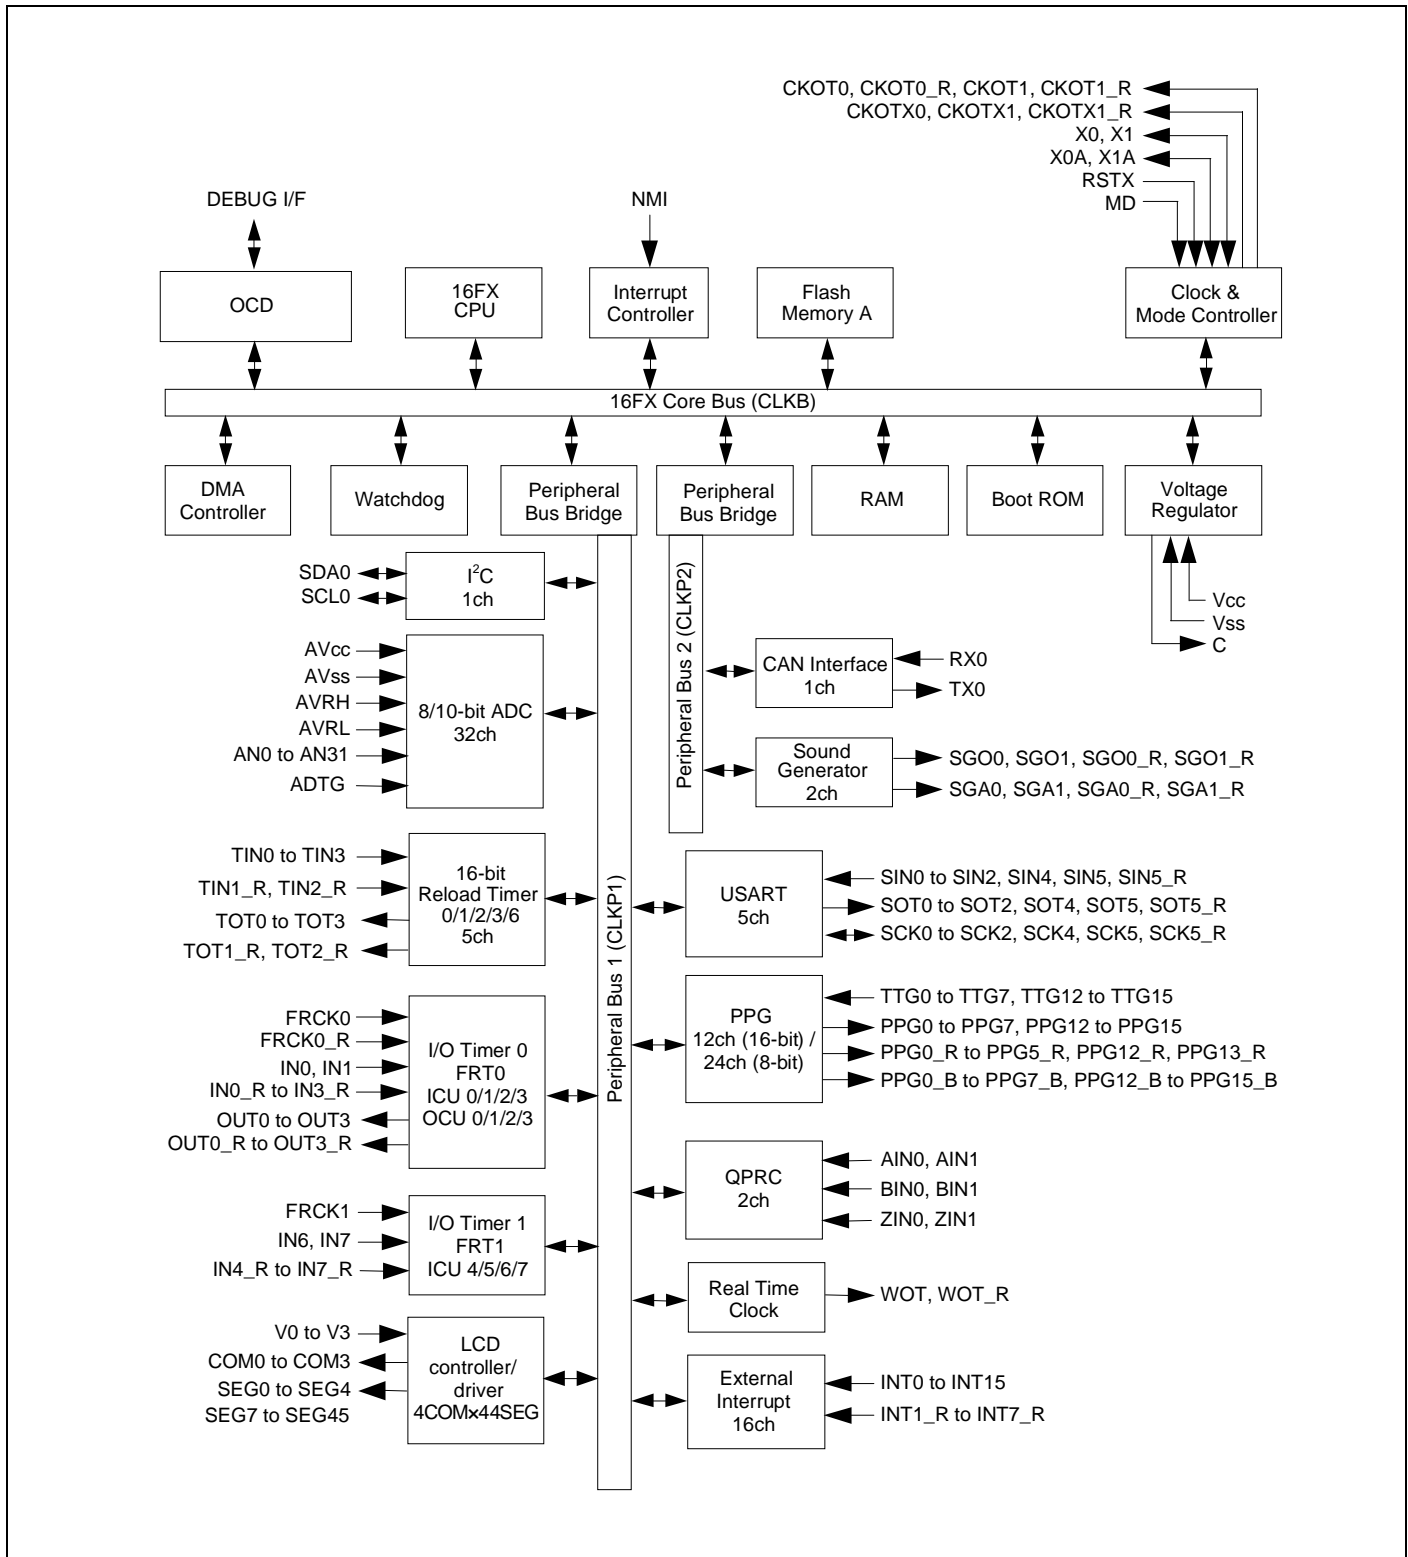 CKOT0, CKOT0_R, CKOT1, CKOT1_R
CKOTX0, CKOTX1, CKOTX1_R
X0, X1
X0A, X1A
RSTX
MD
DEBUG I/F
NMI
OCD
16FX
CPU
Interrupt
Controller
Flash
Memory A
Clock &
Mode Controller
16FX Core Bus (CLKB)
DMA
Controller
Watchdog
Peripheral
Bus Bridge
Peripheral
Bus Bridge
RAM
Boot ROM
Voltage
Regulator
Vcc
Vss
C
Peripheral Bus 1 (CLKP1)
Peripheral Bus 2 (CLKP2)
SDA0
SCL0
I²C
1ch
AVcc
AVss
AVRH
AVRL
AN0 to AN31
ADTG
8/10-bit ADC
32ch
TIN0 to TIN3
TIN1_R, TIN2_R
TOT0 to TOT3
TOT1_R, TOT2_R
16-bit
Reload Timer
0/1/2/3/6
5ch
FRCK0
FRCK0_R
IN0, IN1
IN0_R to IN3_R
OUT0 to OUT3
OUT0_R to OUT3_R
I/O Timer 0
FRT0
ICU 0/1/2/3
OCU 0/1/2/3
FRCK1
IN6, IN7
IN4_R to IN7_R
I/O Timer 1
FRT1
ICU 4/5/6/7
V0 to V3
COM0 to COM3
SEG0 to SEG4
SEG7 to SEG45
LCD
controller/
driver
4COM×44SEG
CAN Interface
1ch
RX0
TX0
Sound
Generator
2ch
SGO0, SGO1, SGO0_R, SGO1_R
SGA0, SGA1, SGA0_R, SGA1_R
USART
5ch
SIN0 to SIN2, SIN4, SIN5, SIN5_R
SOT0 to SOT2, SOT4, SOT5, SOT5_R
SCK0 to SCK2, SCK4, SCK5, SCK5_R
PPG
12ch (16-bit) /
24ch (8-bit)
TTG0 to TTG7, TTG12 to TTG15
PPG0 to PPG7, PPG12 to PPG15
PPG0_R to PPG5_R, PPG12_R, PPG13_R
PPG0_B to PPG7_B, PPG12_B to PPG15_B
QPRC
2ch
AIN0, AIN1
BIN0, BIN1
ZIN0, ZIN1
Real Time
Clock
WOT, WOT_R
External
Interrupt
16ch
INT0 to INT15
INT1_R to INT7_R